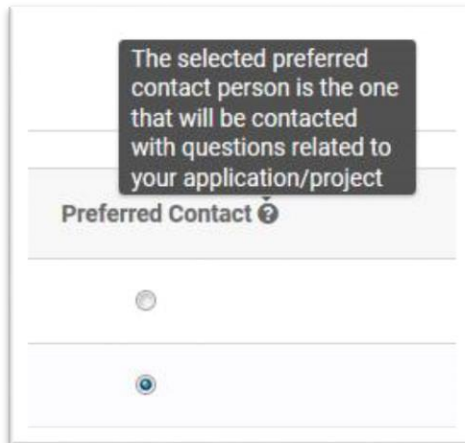 The selected preferred
contact person is the one
that will be contacted
with questions related to
your application/project
Preferred Contact ?